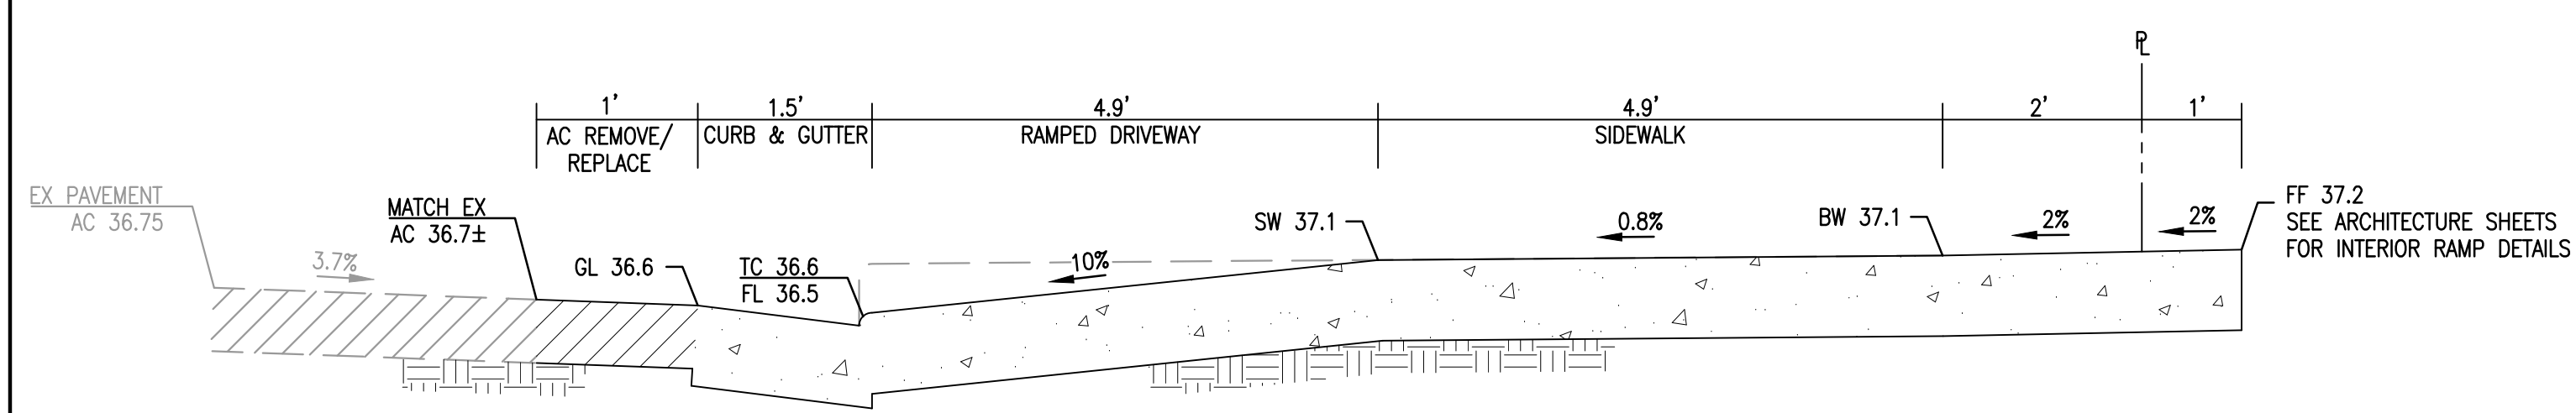 PL
1' 1.5' 4.9' 4.9' 2' 1'
AC REMOVE/ CURB & GUTTER RAMPED DRIVEWAY SIDEWALK
REPLACE
EX PAVEMENT
AC 36.75
3.7%
MATCH EX
AC 36.7±
GL 36.6
TC 36.6
FL 36.5
10%
SW 37.1
0.8%
BW 37.1
2%
2%
FF 37.2
SEE ARCHITECTURE SHEETS
FOR INTERIOR RAMP DETAILS